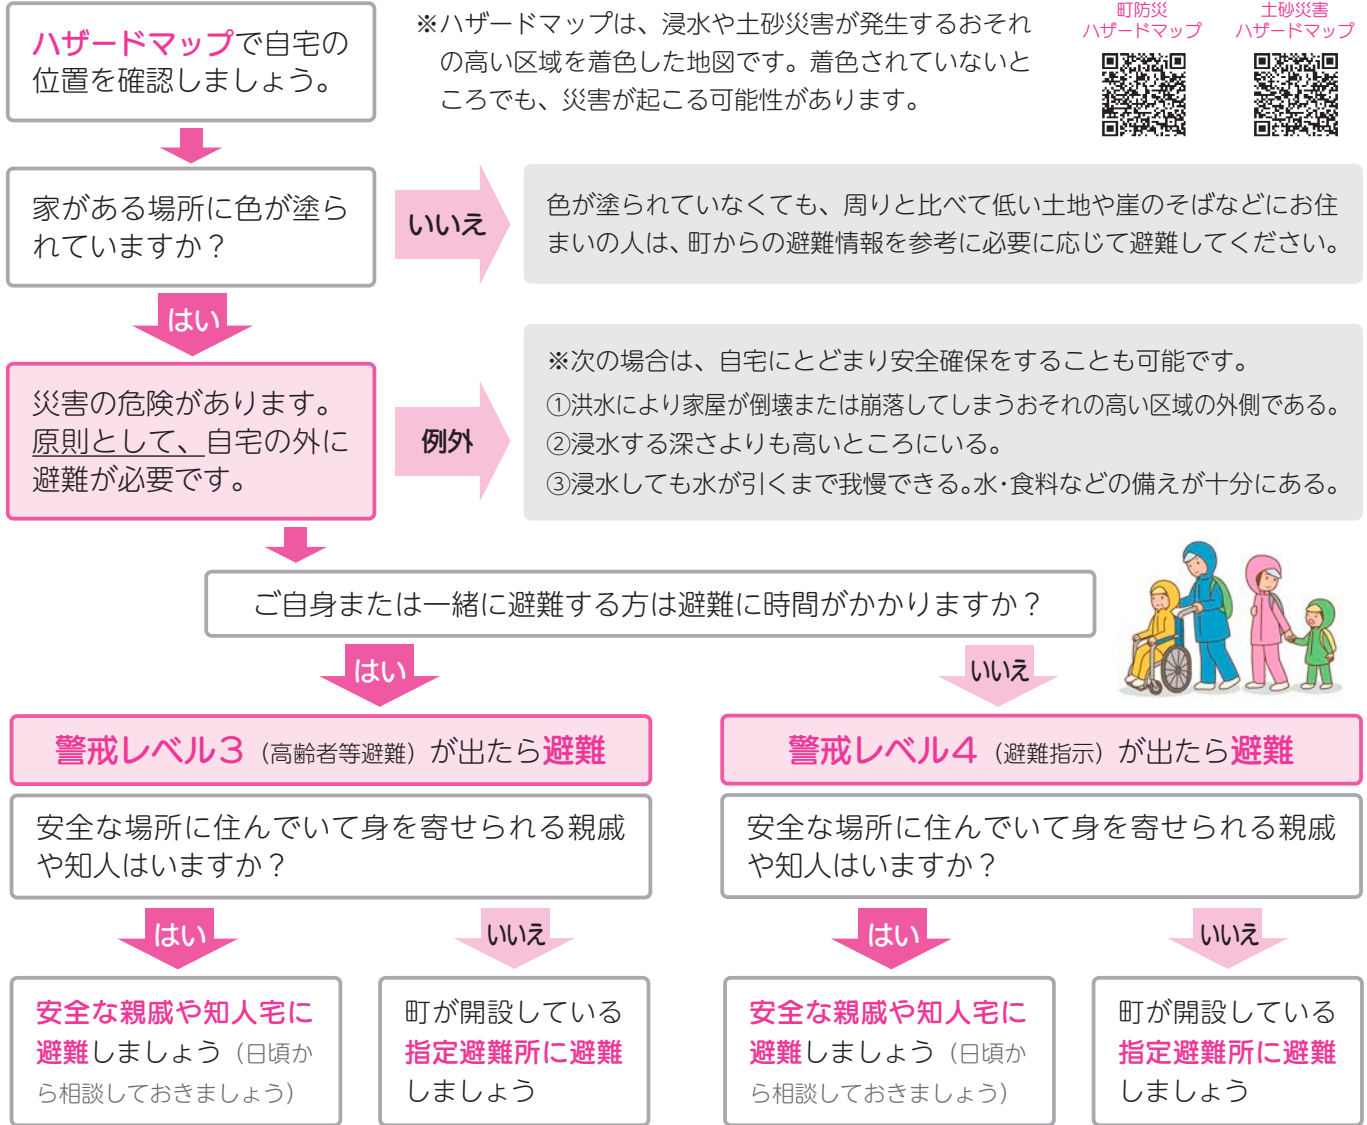 ハザードマップで自宅の
位置を確認しましょう。
※ハザードマップは、浸水や土砂災害が発生するおそれ
の高い区域を着色した地図です。着色されていないと
ころでも、災害が起こる可能性があります。
町防災
ハザードマップ
土砂災害
ハザードマップ
家がある場所に色が塗ら
れていますか？
いいえ
色が塗られていなくても、周りと比べて低い土地や崖のそばなどにお住
まいの人は、町からの避難情報を参考に必要に応じて避難してください。
はい
災害の危険があります。
原則として、自宅の外に
避難が必要です。
例外
※次の場合は、自宅にとどまり安全確保をすることも可能です。
①洪水により家屋が倒壊または崩落してしまうおそれの高い区域の外側である。
②浸水する深さよりも高いところにいる。
③浸水しても水が引くまで我慢できる。水・食料などの備えが十分にある。
ご自身または一緒に避難する方は避難に時間がかかりますか？
はい
いいえ
警戒レベル3（高齢者等避難）が出たら避難
安全な場所に住んでいて身を寄せられる親戚
や知人はいますか？
はい
いいえ
安全な親戚や知人宅に
避難しましょう（日頃か
ら相談しておきましょう）
町が開設している
指定避難所に避難
しましょう
警戒レベル4（避難指示）が出たら避難
安全な場所に住んでいて身を寄せられる親戚
や知人はいますか？
はい
いいえ
安全な親戚や知人宅に
避難しましょう（日頃か
ら相談しておきましょう）
町が開設している
指定避難所に避難
しましょう